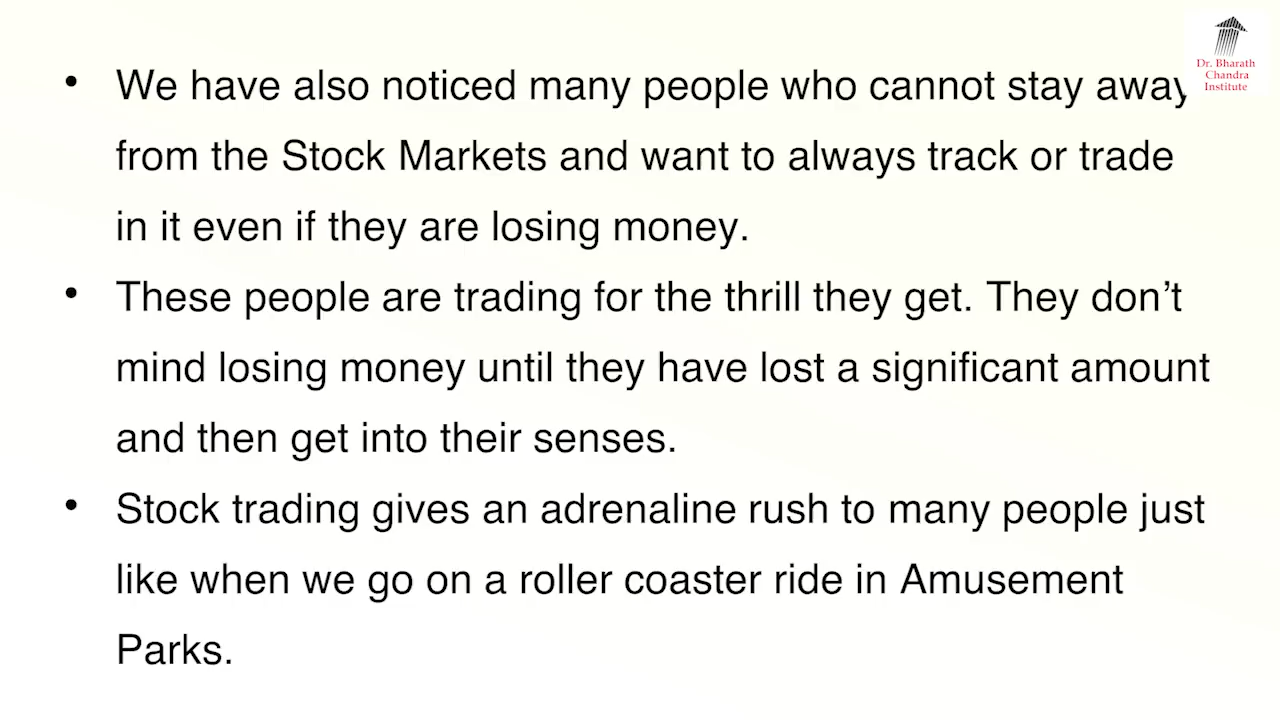 Dr. Bharath
Chandra
Institute
• We have also noticed many people who cannot stay away
from the Stock Markets and want to always track or trade
in it even if they are losing money.
• These people are trading for the thrill they get. They don’t
mind losing money until they have lost a significant amount
and then get into their senses.
• Stock trading gives an adrenaline rush to many people just
like when we go on a roller coaster ride in Amusement
Parks.